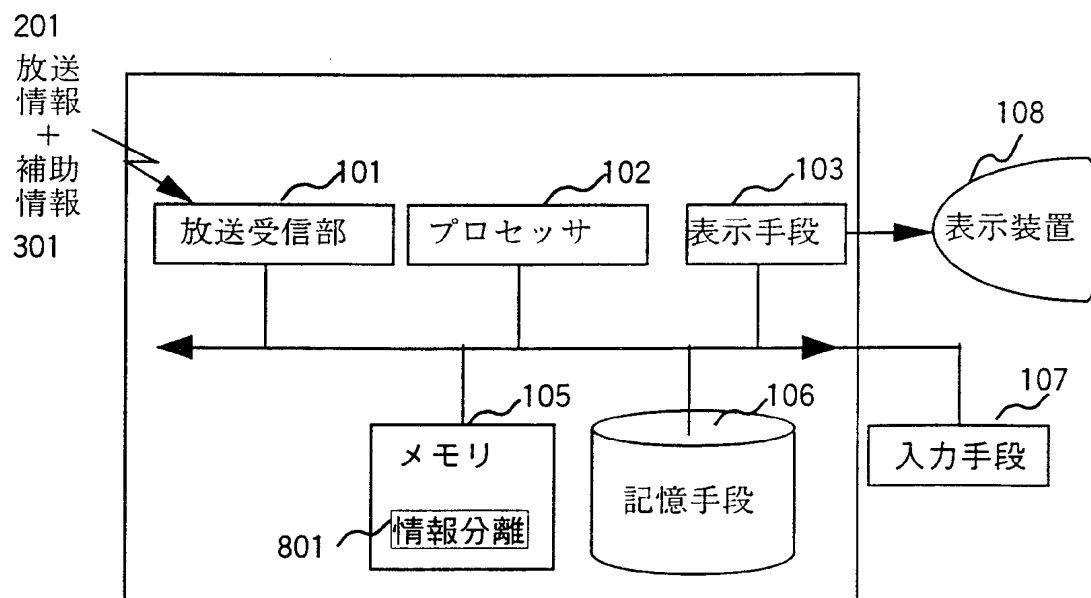 201
放送
情報
+
補助
情報
301
101
放送受信部
102
プロセッサ
103
表示手段
108
表示装置
105
メモリ
801
情報分離
106
記憶手段
107
入力手段